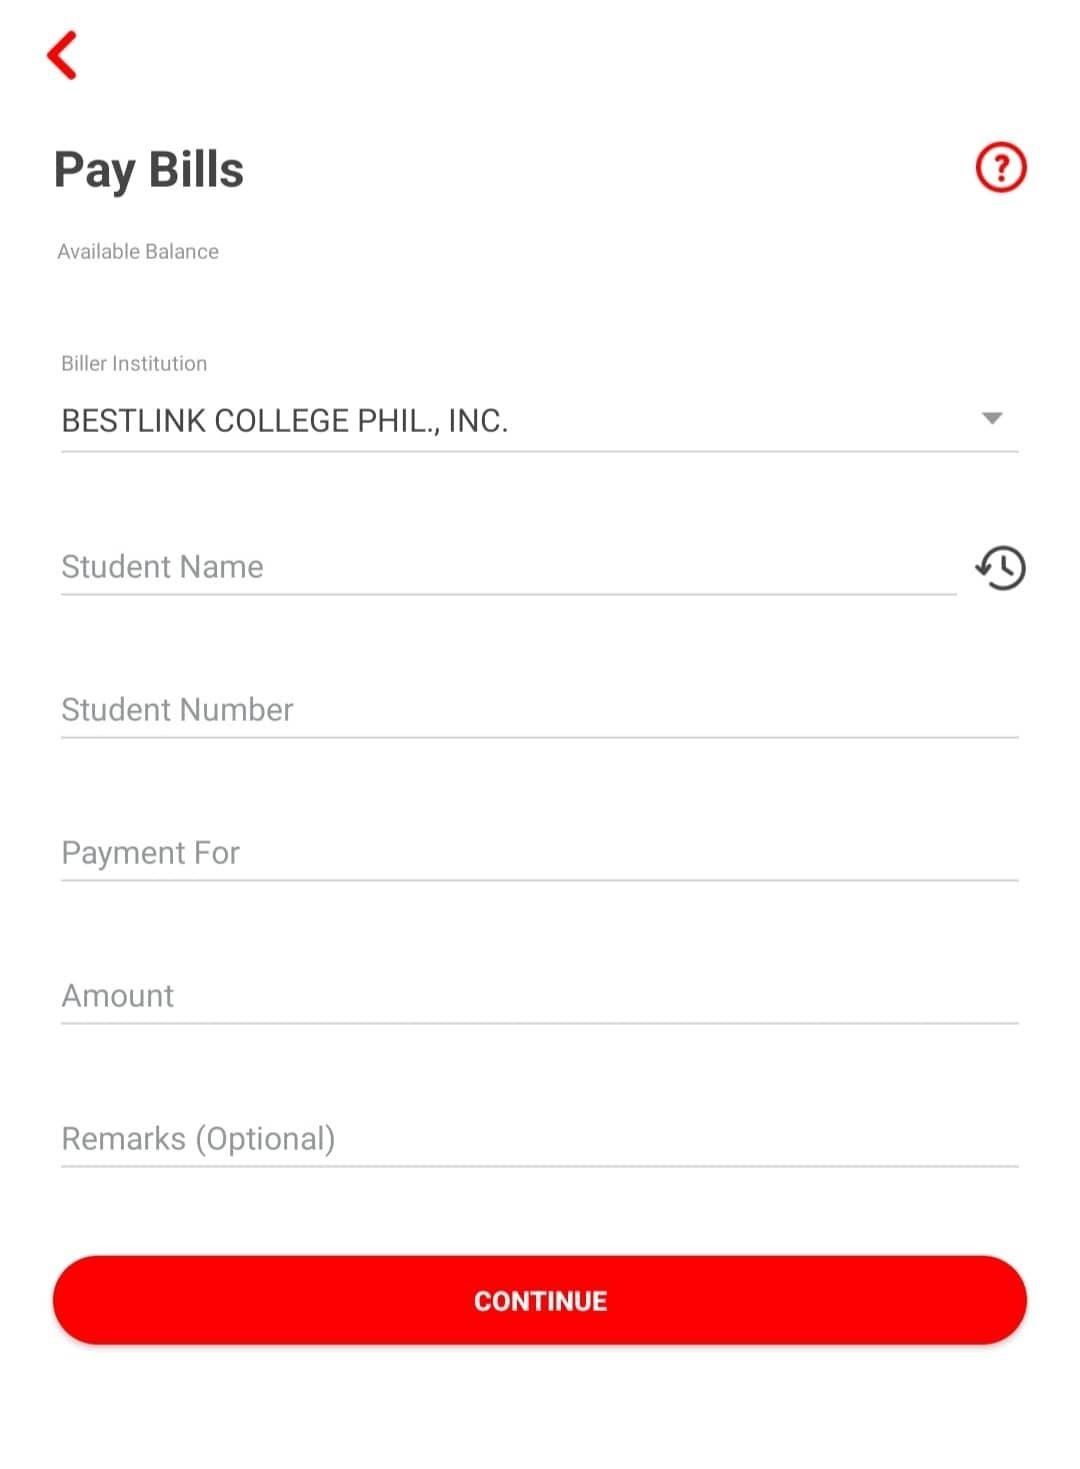 Pay Bills
?
Available Balance
Biller Institution
BESTLINK COLLEGE PHIL., INC.
Student Name
Student Number
Payment For
Amount
Remarks (Optional)
CONTINUE